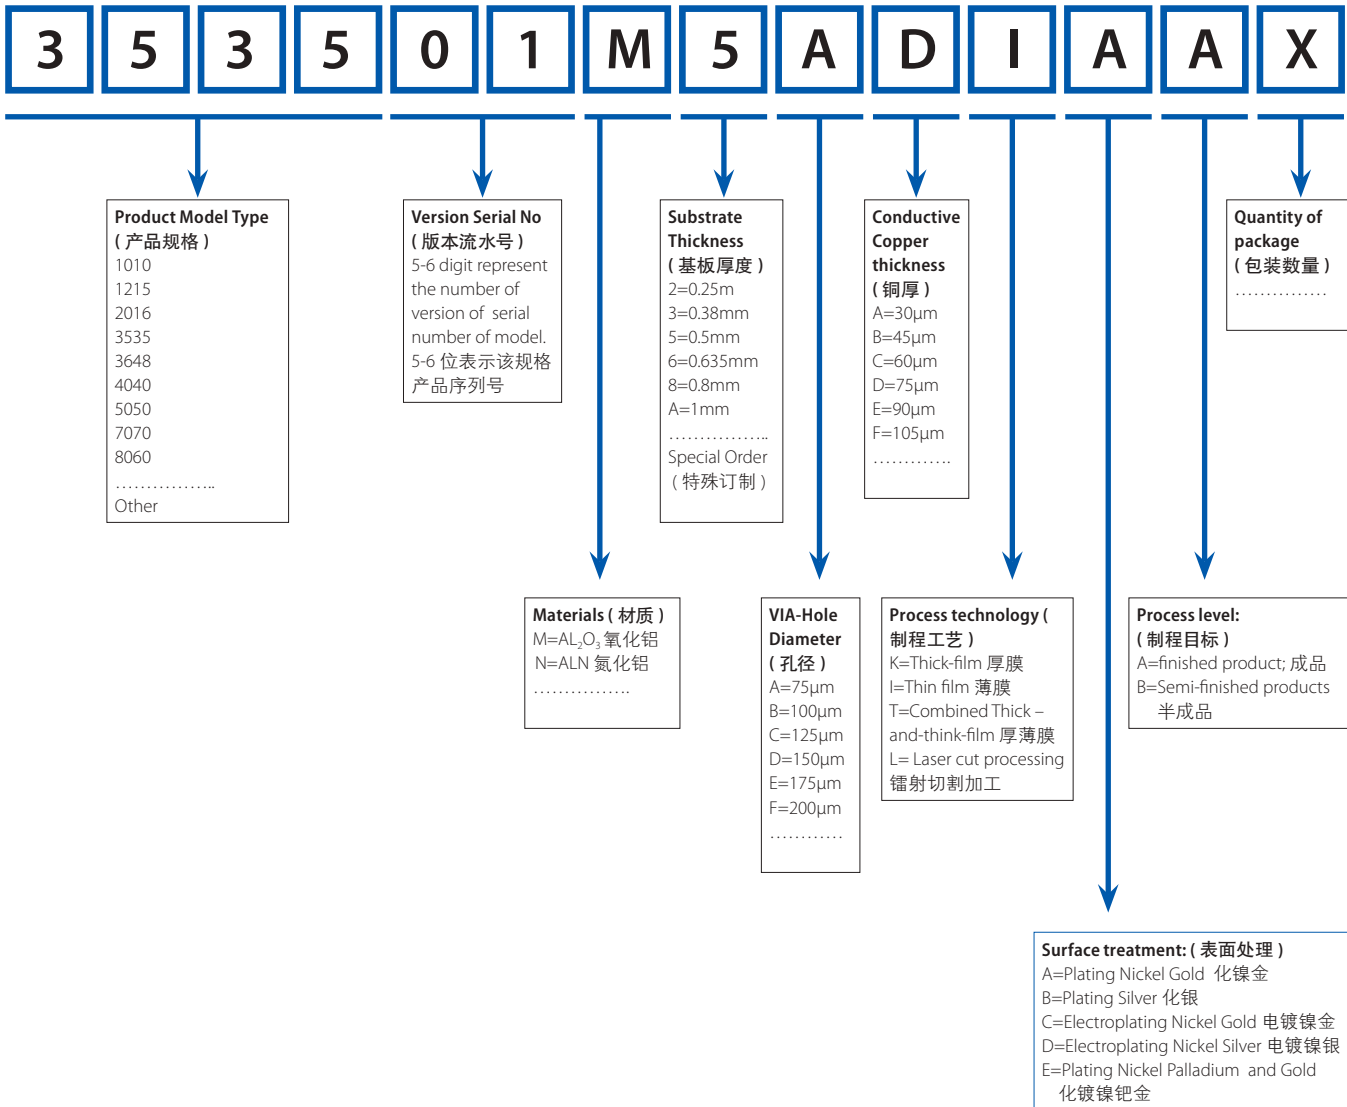 3 5 3 5 0 1 M 5 A D I A A X
Product Model Type
( 产品规格 )
1010
1215
2016
3535
3648
4040
5050
7070
8060
……………..
Other
Version Serial No
( 版本流水号 )
5-6 digit represent
the number of
version of serial
number of model.
5-6 位表示该规格
产品序列号
Substrate
Thickness
( 基板厚度 )
2=0.25m
3=0.38mm
5=0.5mm
6=0.635mm
8=0.8mm
A=1mm
……………..
Special Order
( 特殊订制 )
Conductive
Copper
thickness
( 铜厚 )
A=30μm
B=45μm
C=60μm
D=75μm
E=90μm
F=105μm
………….
Quantity of
package
( 包装数量 )
……………
Materials ( 材质 )
M=AL₂O₃ 氧化铝
N=ALN 氮化铝
…………….
VIA-Hole
Diameter
( 孔径 )
A=75μm
B=100μm
C=125μm
D=150μm
E=175μm
F=200μm
…………
Process technology (
制程工艺 )
K=Thick-film 厚膜
I=Thin film 薄膜
T=Combined Thick –
and-think-film 厚薄膜
L= Laser cut processing
镭射切割加工
Process level:
( 制程目标 )
A=finished product; 成品
B=Semi-finished products
半成品
Surface treatment: ( 表面处理 )
A=Plating Nickel Gold 化镍金
B=Plating Silver 化银
C=Electroplating Nickel Gold 电镀镍金
D=Electroplating Nickel Silver 电镀镍银
E=Plating Nickel Palladium and Gold
化镀镍钯金